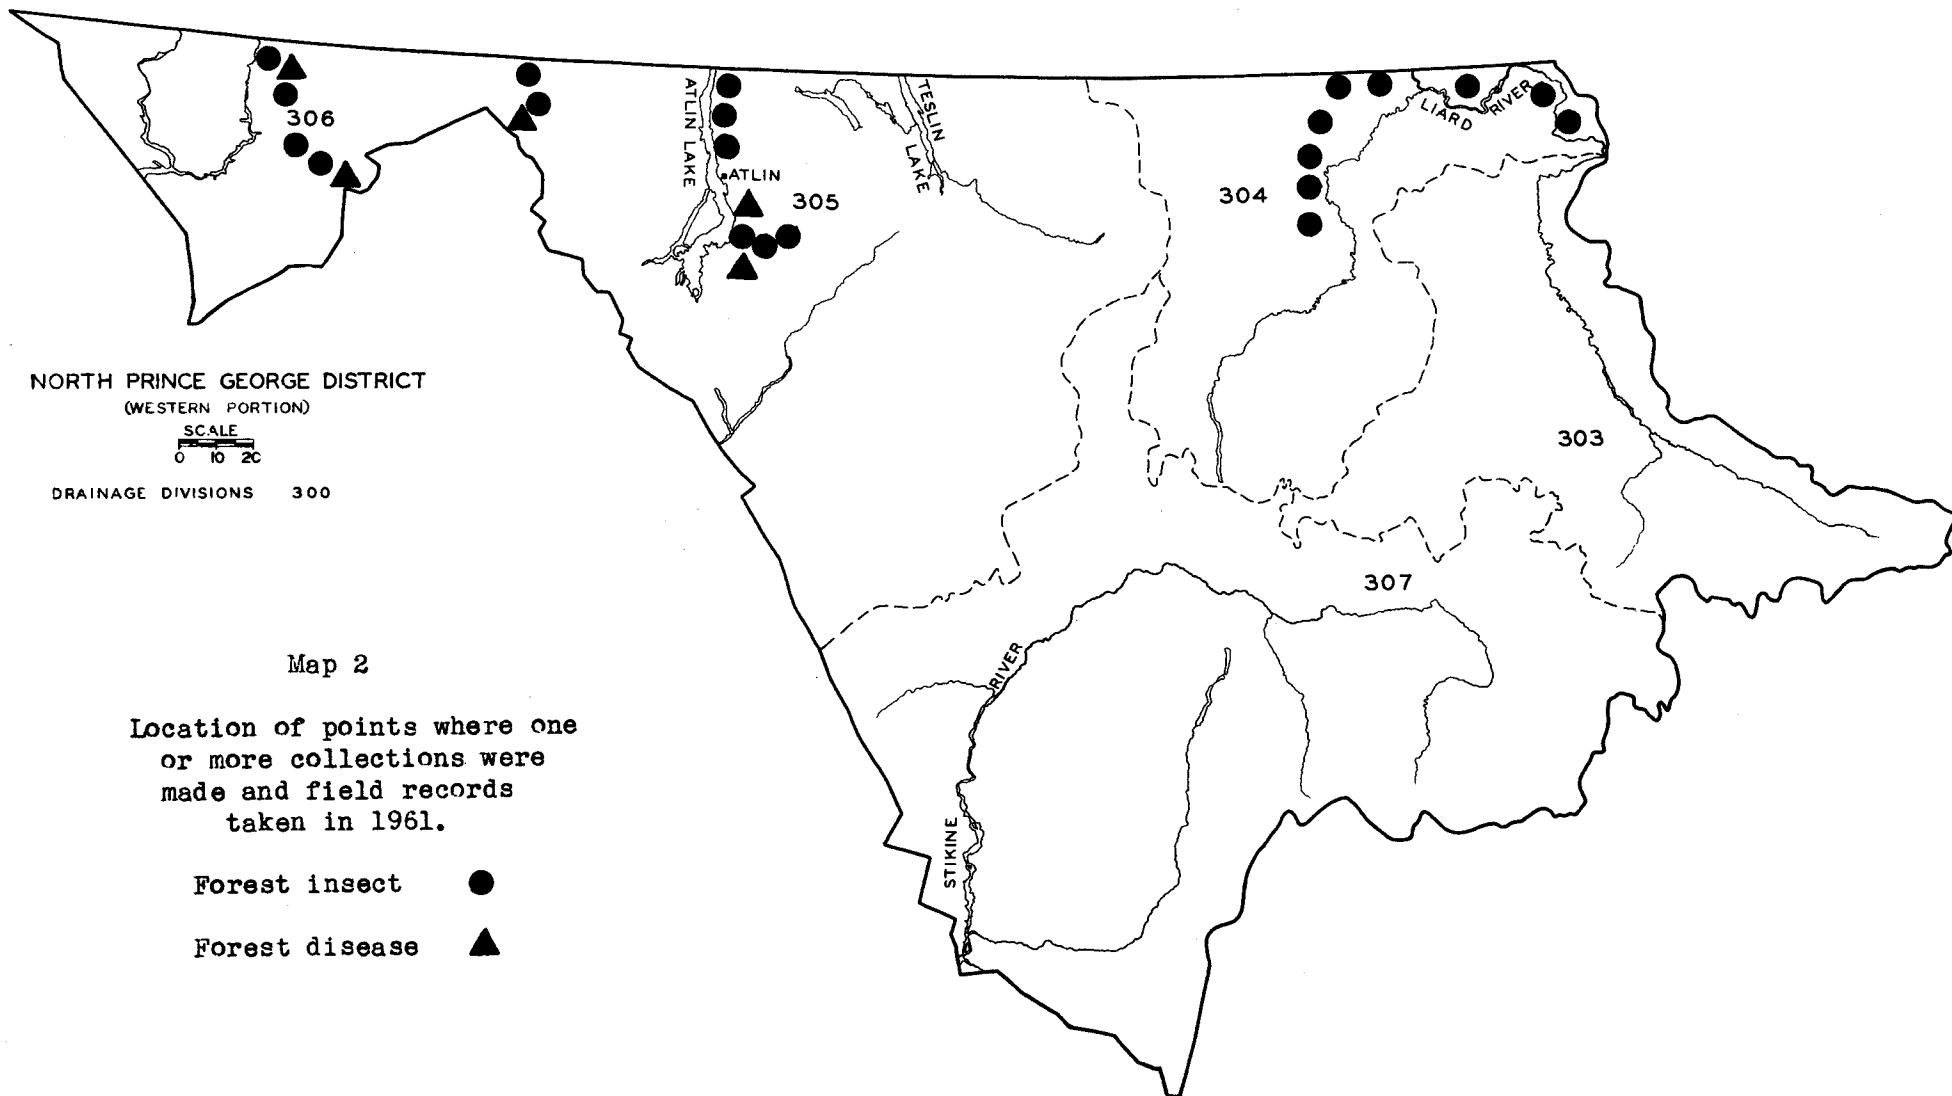 306
ATLIN LAKE
ATLIN
305
TESLIN LAKE
304
LIARD RIVER
303
307
STIKINE RIVER
NORTH PRINCE GEORGE DISTRICT
(WESTERN PORTION)
SCALE
0 10 20
DRAINAGE DIVISIONS 300
Map 2
Location of points where one
or more collections were
made and field records
taken in 1961.
Forest insect
Forest disease